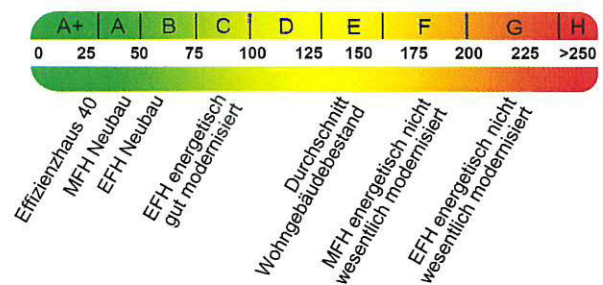 A+ A B C D E F G H
0 25 50 75 100 125 150 175 200 225 >250
Effizienzhaus 40
MFH Neubau
EFH Neubau
EFH energetisch
gut modernisiert
Durchschnitt
Wohngebäudebestand
MFH energetisch nicht
wesentlich modernisiert
EFH energetisch nicht
wesentlich modernisiert